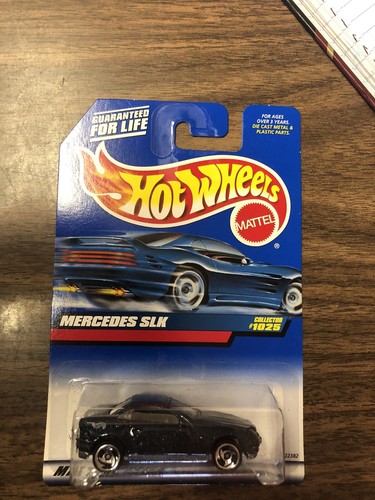 GUARANTEED
FOR LIFE
FOR AGES
OVER 3 YEARS.
DIE CAST METAL &
PLASTIC PARTS.
HOT WHEELS
MATTEL
®
MERCEDES SLK
COLLECTOR
#1025